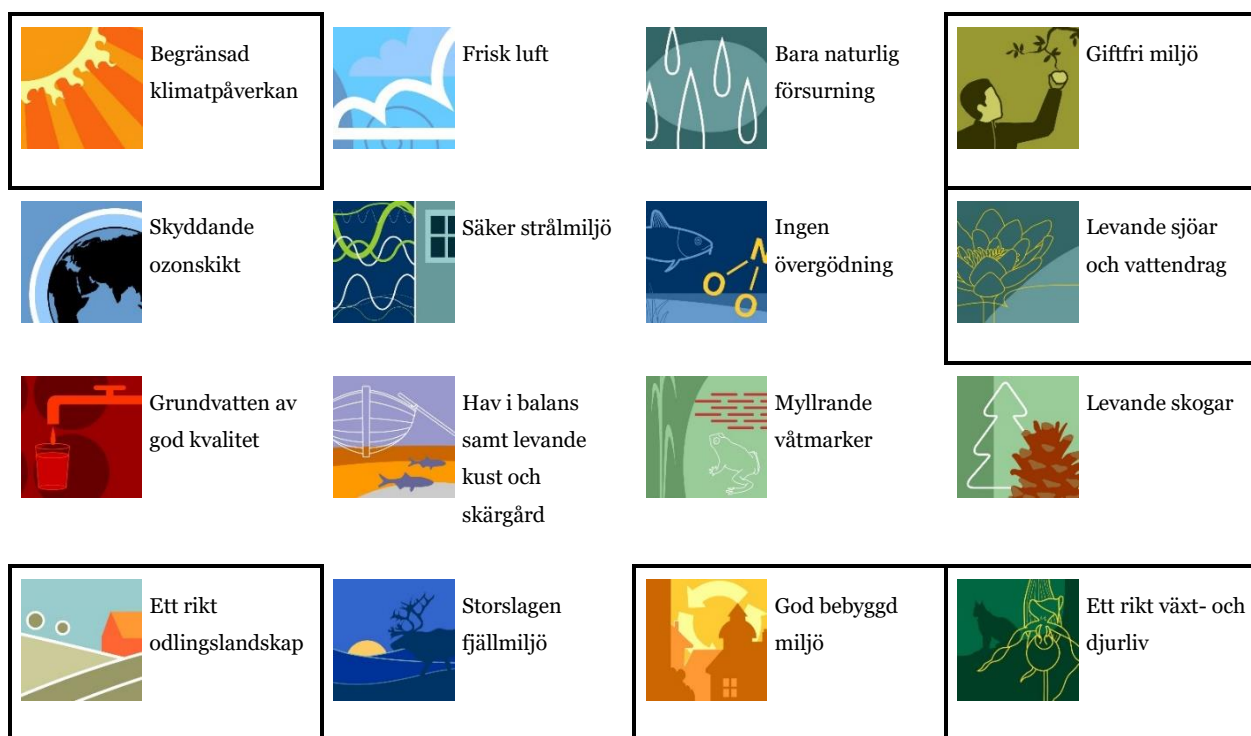 Begränsad
klimatpåverkan
Frisk luft
Bara naturlig
försurning
Giftfri miljö
Skyddande
ozonskikt
Säker strålmiljö
Ingen
övergödning
N
O
O
Levande sjöar
och vattendrag
Grundvatten av
god kvalitet
Hav i balans
samt levande
kust och
skärgård
Myllrande
våtmarker
Levande skogar
Ett rikt
odlingslandskap
Storslagen
fjällmiljö
God bebyggd
miljö
Ett rikt växt- och
djurliv